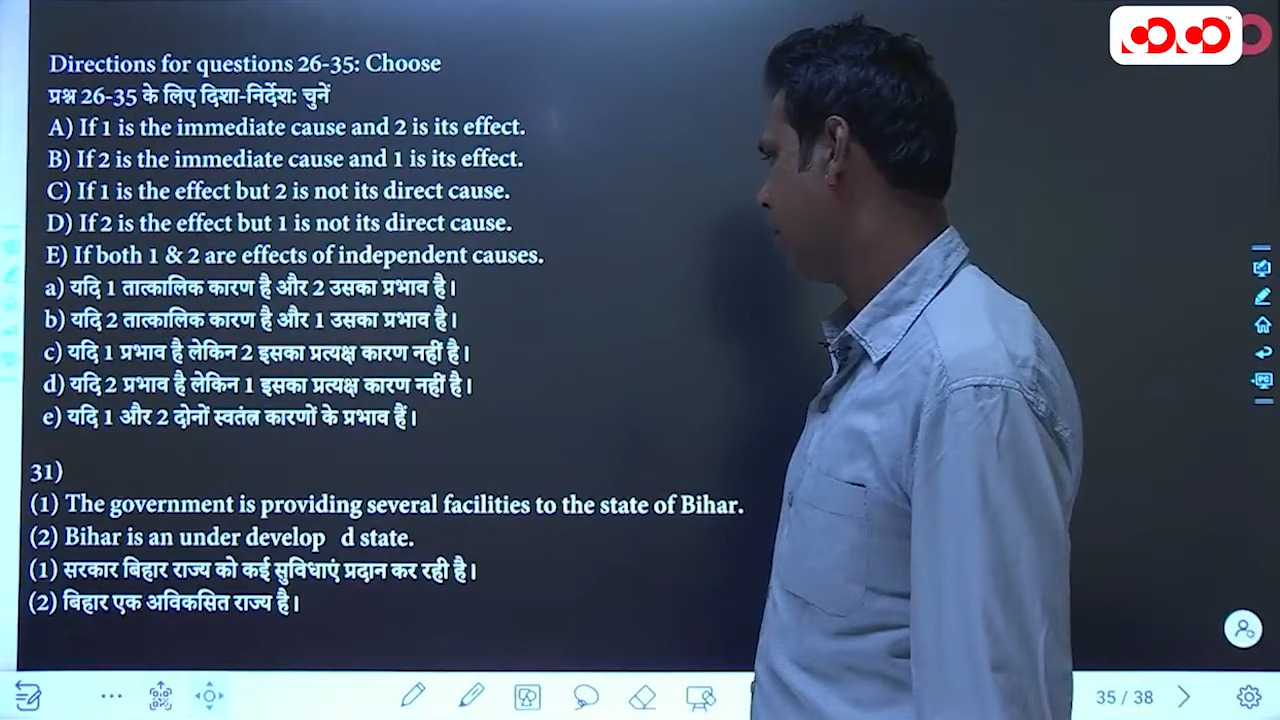 Directions for questions 26-35: Choose
प्रश्न 26-35 के लिए दिशा-निर्देश: चुनें
A) If 1 is the immediate cause and 2 is its effect.
B) If 2 is the immediate cause and 1 is its effect.
C) If 1 is the effect but 2 is not its direct cause.
D) If 2 is the effect but 1 is not its direct cause.
E) If both 1 & 2 are effects of independent causes.
a) यदि 1 तात्कालिक कारण है और 2 उसका प्रभाव है।
b) यदि 2 तात्कालिक कारण है और 1 उसका प्रभाव है।
c) यदि 1 प्रभाव है लेकिन 2 इसका प्रत्यक्ष कारण नहीं है।
d) यदि 2 प्रभाव है लेकिन 1 इसका प्रत्यक्ष कारण नहीं है।
e) यदि 1 और 2 दोनों स्वतंत्र कारणों के प्रभाव हैं।
31)
(1) The government is providing several facilities to the state of Bihar.
(2) Bihar is an under develop d state.
(1) सरकार बिहार राज्य को कई सुविधाएं प्रदान कर रही है।
(2) बिहार एक अविकसित राज्य है।
PC
35 / 38